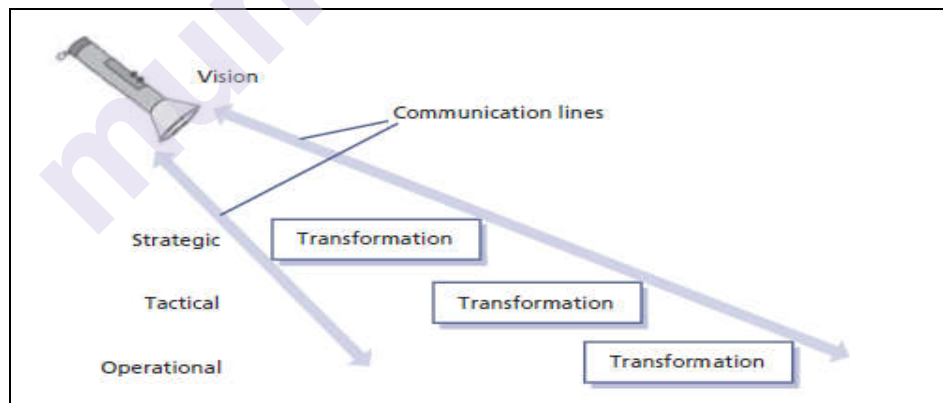 Vision
Communication lines
Strategic
Transformation
Tactical
Transformation
Operational
Transformation